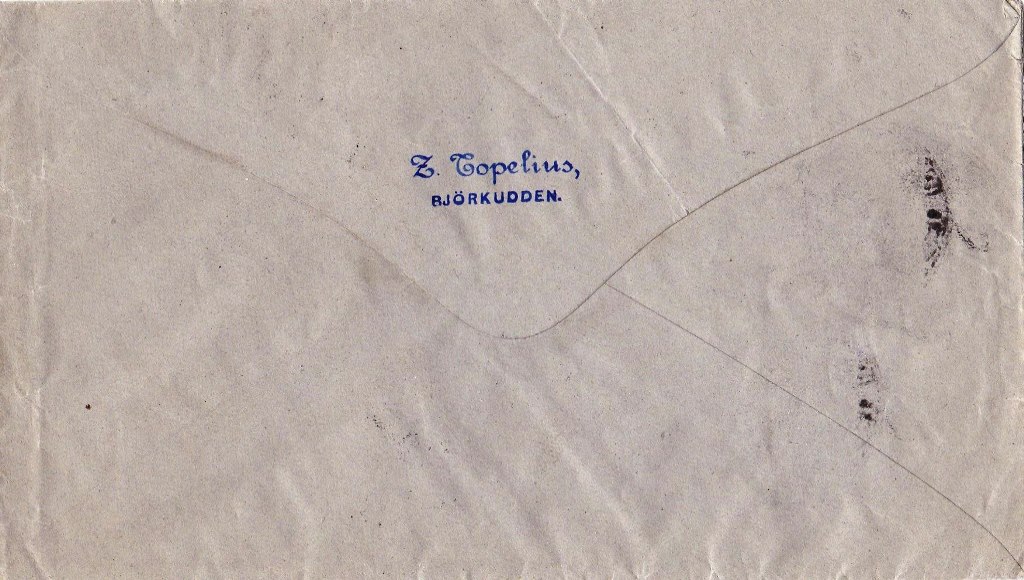 Z. Topelius,
BJÖRKUDDEN.